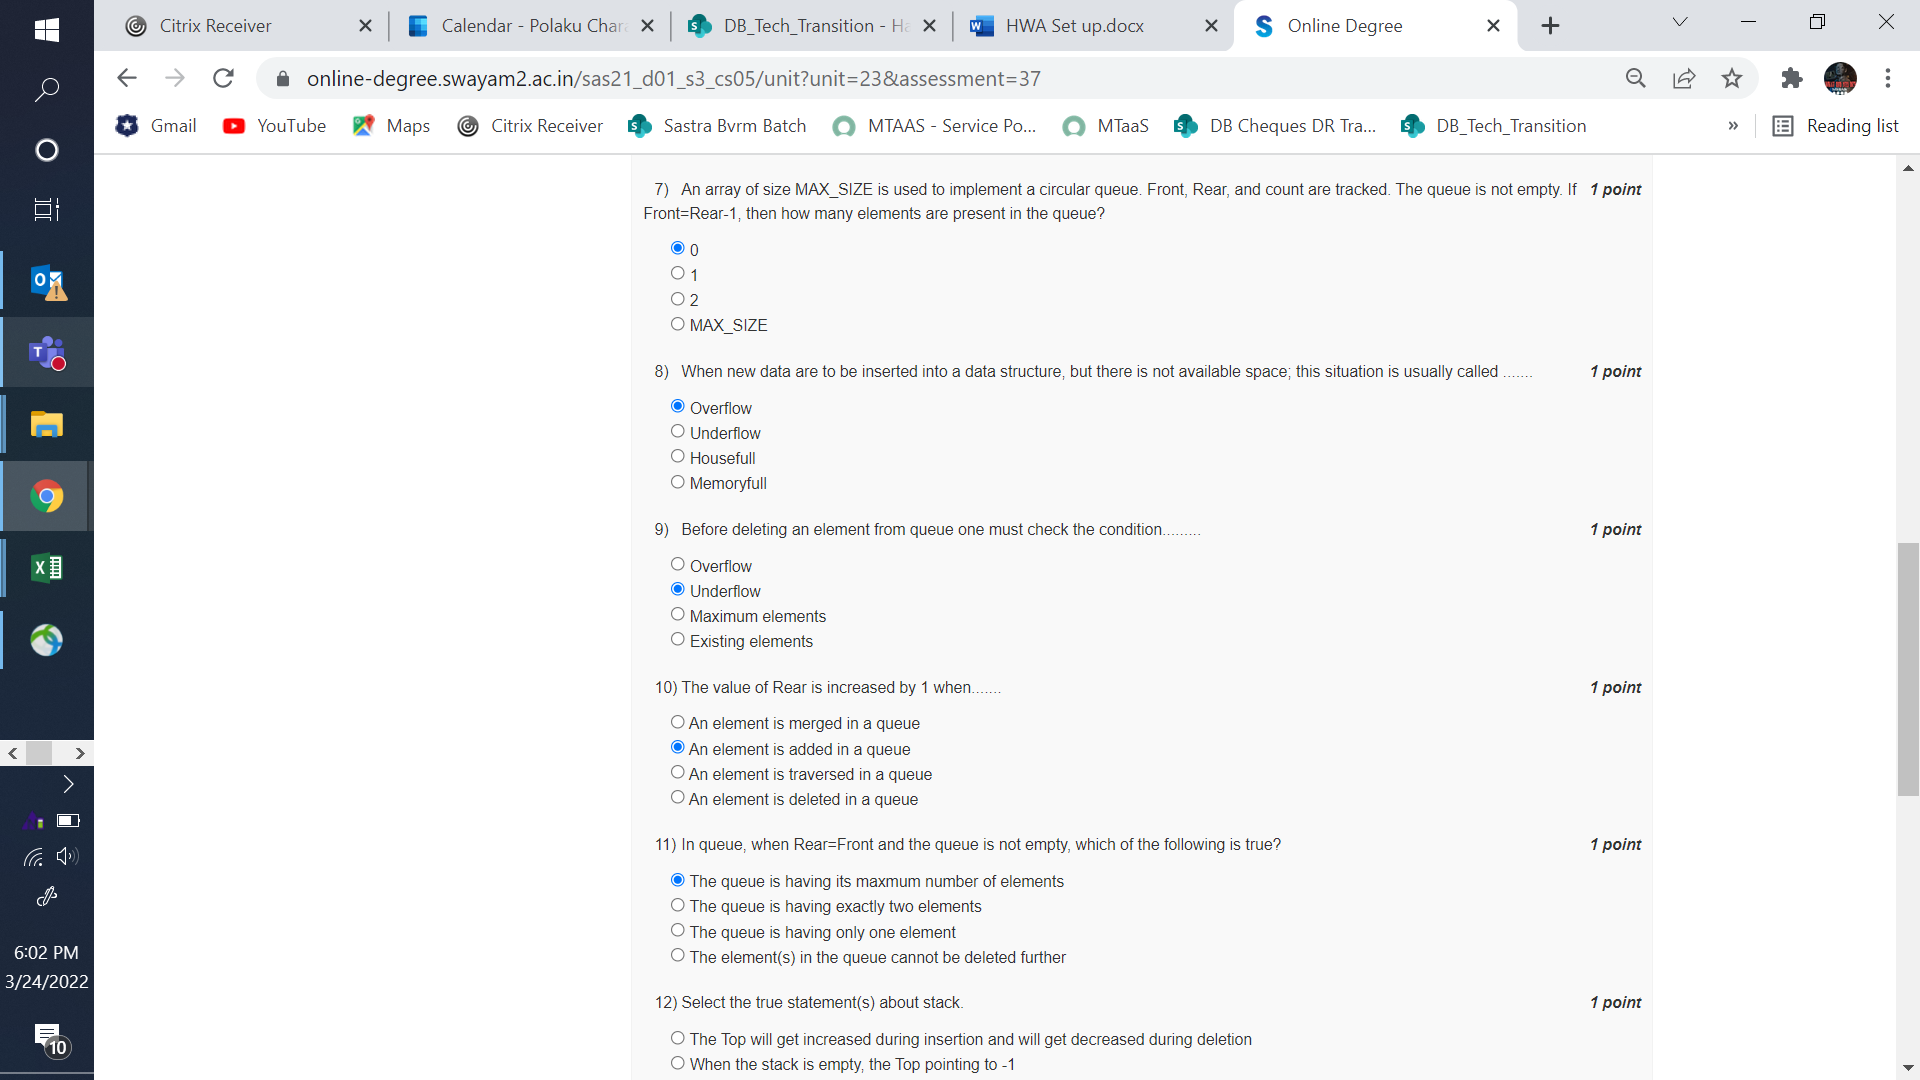 Citrix Receiver
Calendar - Polaku Chara
DB_Tech_Transition - Ha
HWA Set up.docx
Online Degree
online-degree.swayam2.ac.in/sas21_d01_s3_cs05/unit?unit=23&assessment=37
Gmail
YouTube
Maps
Citrix Receiver
Sastra Bvrm Batch
MTAAS - Service Po...
MTaaS
DB Cheques DR Tra...
DB_Tech_Transition
»
Reading list
7) An array of size MAX_SIZE is used to implement a circular queue. Front, Rear, and count are tracked. The queue is not empty. If 1 point
Front=Rear-1, then how many elements are present in the queue?
0
1
2
MAX_SIZE
8) When new data are to be inserted into a data structure, but there is not available space; this situation is usually called ....... 1 point
Overflow
Underflow
Housefull
Memoryfull
9) Before deleting an element from queue one must check the condition......... 1 point
Overflow
Underflow
Maximum elements
Existing elements
10) The value of Rear is increased by 1 when....... 1 point
An element is merged in a queue
An element is added in a queue
An element is traversed in a queue
An element is deleted in a queue
11) In queue, when Rear=Front and the queue is not empty, which of the following is true? 1 point
The queue is having its maxmum number of elements
The queue is having exactly two elements
The queue is having only one element
The element(s) in the queue cannot be deleted further
12) Select the true statement(s) about stack. 1 point
The Top will get increased during insertion and will get decreased during deletion
When the stack is empty, the Top pointing to -1
6:02 PM
3/24/2022
10